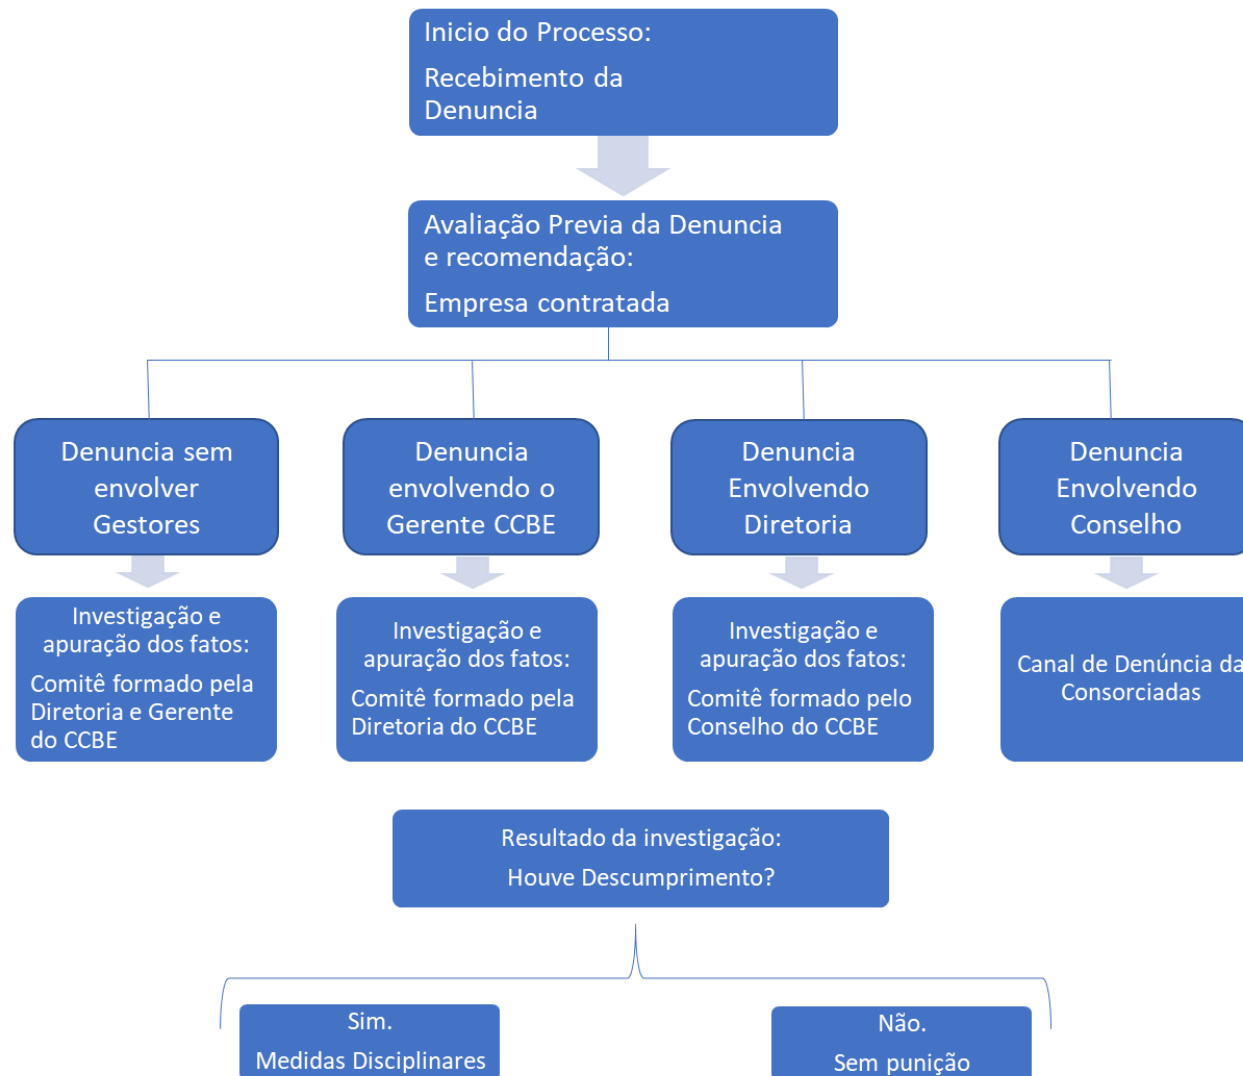 Inicio do Processo:
Recebimento da
Denuncia
Avaliação Previa da Denuncia
e recomendação:
Empresa contratada
Denuncia sem
envolver
Gestores
Denuncia
envolvendo o
Gerente CCBE
Denuncia
Envolvendo
Diretoria
Denuncia
Envolvendo
Conselho
Investigação e
apuração dos fatos:
Comitê formado pela
Diretoria e Gerente
do CCBE
Investigação e
apuração dos fatos:
Comitê formado pela
Diretoria do CCBE
Investigação e
apuração dos fatos:
Comitê formado pelo
Conselho do CCBE
Canal de Denúncia da
Consorciadas
Resultado da investigação:
Houve Descumprimento?
Sim.
Medidas Disciplinares
Não.
Sem punição